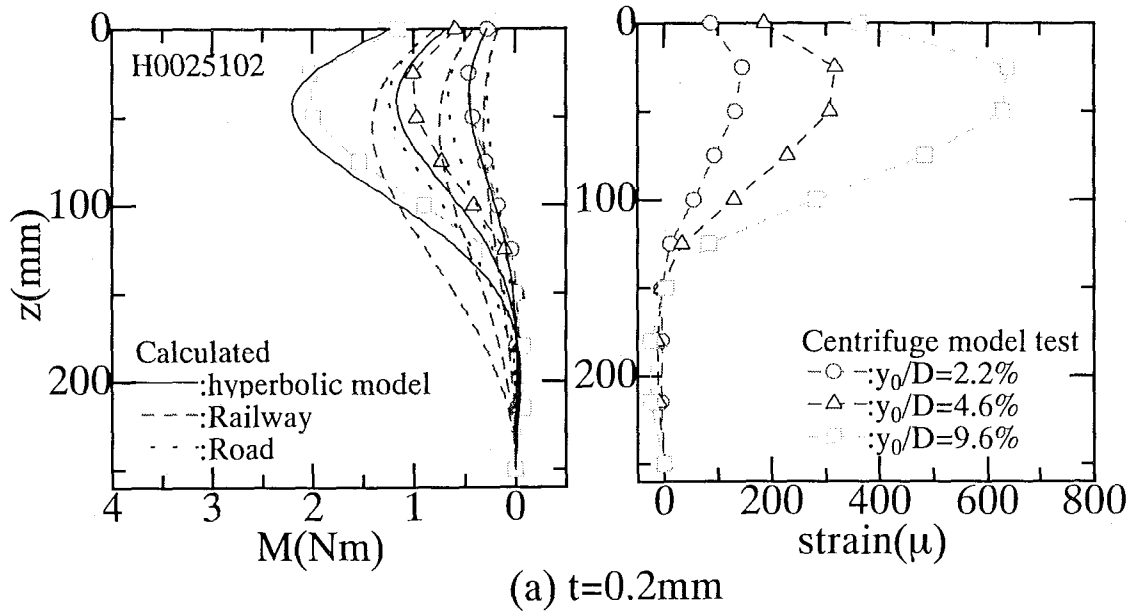 0
100
200
z(mm)
H0025102
Calculated
:hyperbolic model
:Railway
:Road
4 3 2 1 0
M(Nm)
0
100
200
Centrifuge model test
:y₀/D=2.2%
:y₀/D=4.6%
:y₀/D=9.6%
0 200 400 600 800
strain(μ)
(a) t=0.2mm